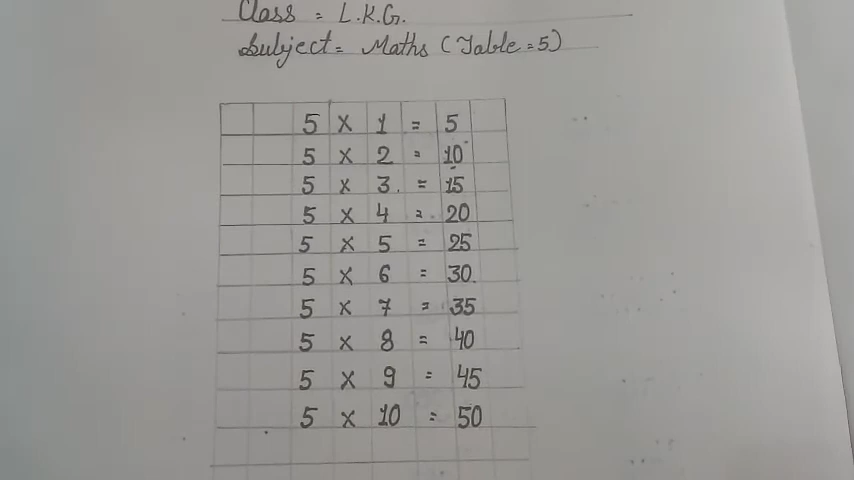 Class = L.K.G.
Subject = Maths (Table = 5)
5 x 1 = 5
5 x 2 = 10
5 x 3 = 15
5 x 4 = 20
5 x 5 = 25
5 x 6 = 30
5 x 7 = 35
5 x 8 = 40
5 x 9 = 45
5 x 10 = 50